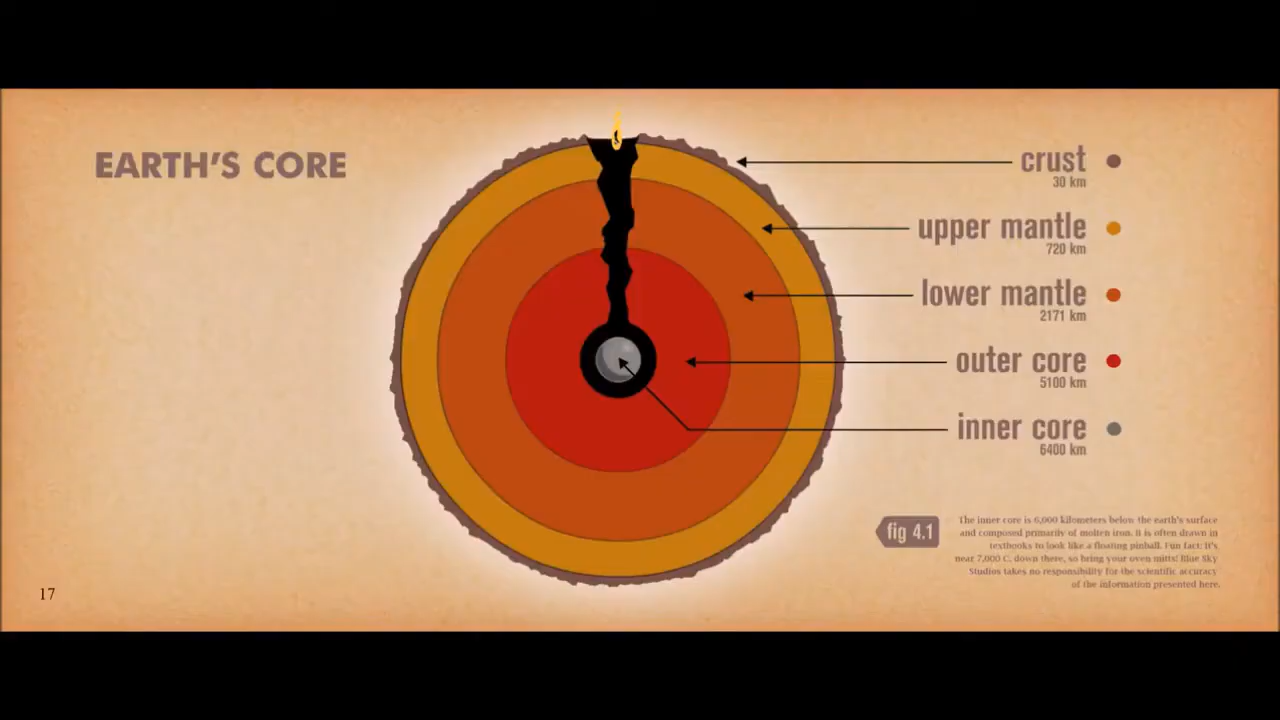 EARTH'S CORE
crust
30 km
upper mantle
720 km
lower mantle
2171 km
outer core
5100 km
inner core
6400 km
fig 4.1
The inner core is 6,000 kilometers below the earth's surface
and composed primarily of molten iron. It is often drawn in
textbooks to look like a floating pinball. Fun fact: It's
near 7,000 C. down there, so bring your oven mitts! Blue Sky
Studios takes no responsibility for the scientific accuracy
of the information presented here.
17